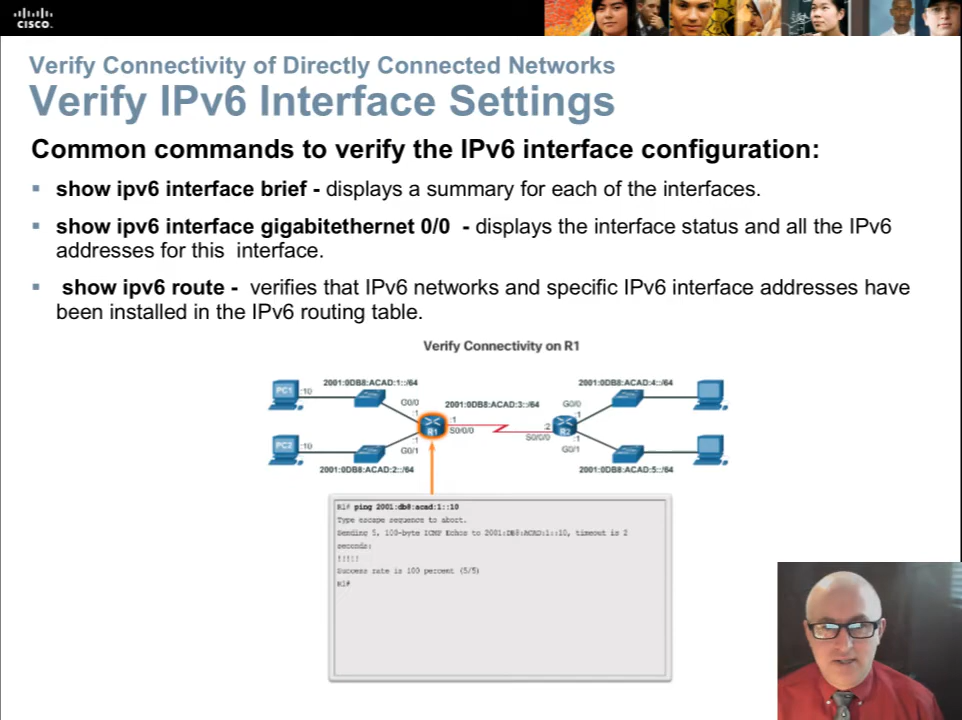 CISCO.
Verify Connectivity of Directly Connected Networks
Verify IPv6 Interface Settings
Common commands to verify the IPv6 interface configuration:
show ipv6 interface brief - displays a summary for each of the interfaces.
show ipv6 interface gigabitethernet 0/0 - displays the interface status and all the IPv6
addresses for this interface.
show ipv6 route - verifies that IPv6 networks and specific IPv6 interface addresses have
been installed in the IPv6 routing table.
Verify Connectivity on R1
2001:0DB8:ACAD:1::/64
2001:0DB8:ACAD:4::/64
PC1
:10
G0/0
:1
2001:0DB8:ACAD:3::/64
G0/0
:1
R1
:1
S0/0/0
:2
S0/0/0
R2
PC2
:10
:1
G0/1
:1
G0/1
2001:0DB8:ACAD:2::/64
2001:0DB8:ACAD:5::/64
R1# ping 2001:db8:acad:1::10
Type escape sequence to abort.
Sending 5, 100-byte ICMP Echos to 2001:DB8:ACAD:1::10, timeout is 2
seconds:
!!!!!
Success rate is 100 percent (5/5)
R1#